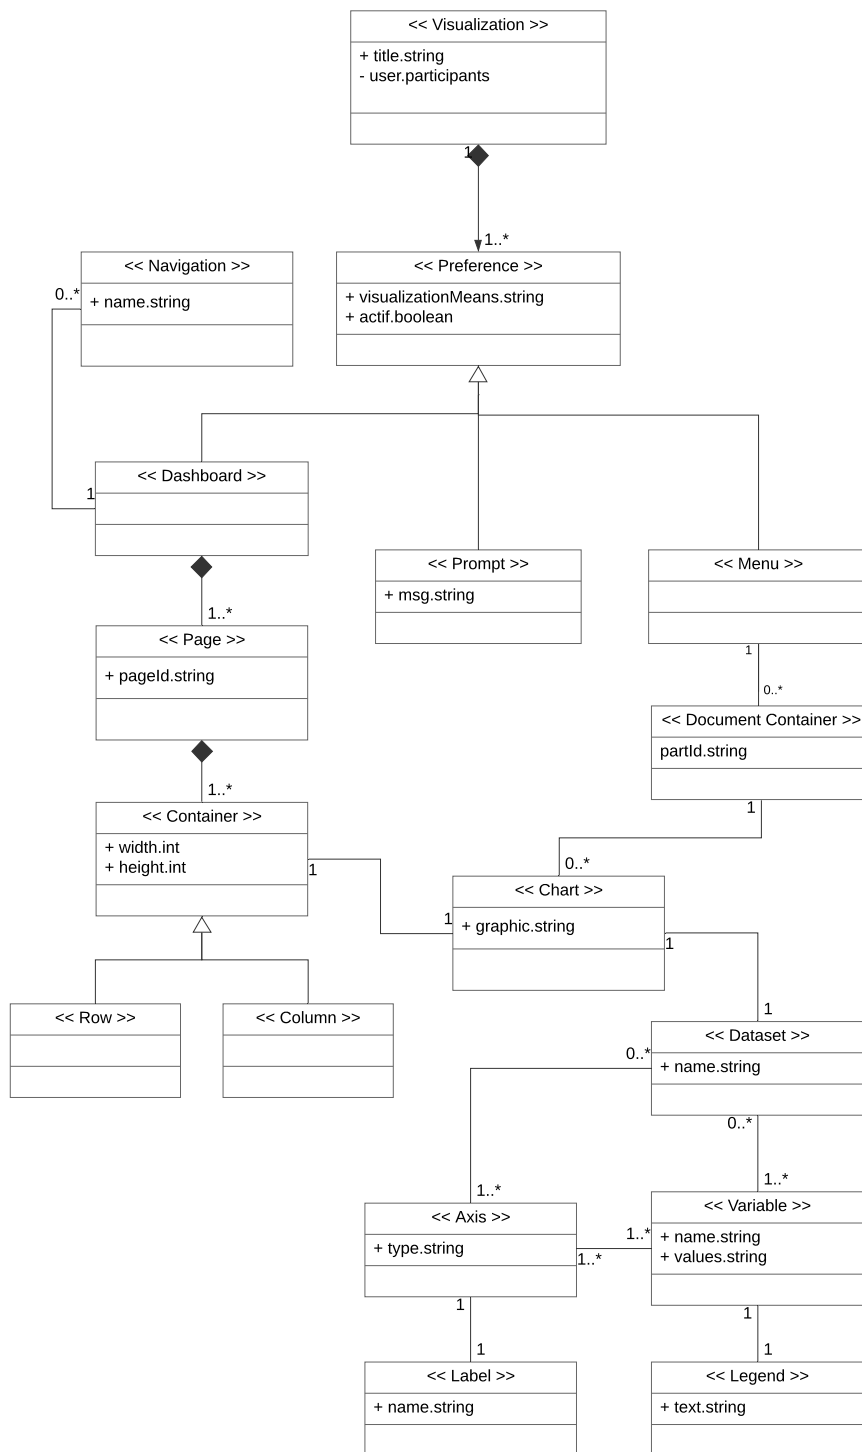 << Visualization >>
+ title.string
- user.participants
1
1..*
<< Navigation >>
+ name.string
0..*
<< Preference >>
+ visualizationMeans.string
+ actif.boolean
<< Dashboard >>
1
<< Prompt >>
+ msg.string
<< Menu >>
1
0..*
1..*
<< Page >>
+ pageId.string
<< Document Container >>
partId.string
1
1..*
<< Container >>
+ width.int
+ height.int
1
0..*
<< Chart >>
+ graphic.string
1
1
<< Row >>
<< Column >>
1
<< Dataset >>
+ name.string
0..*
0..*
1..*
1..*
<< Axis >>
+ type.string
<< Variable >>
+ name.string
+ values.string
1..*
1..*
1
1
1
1
<< Label >>
+ name.string
<< Legend >>
+ text.string